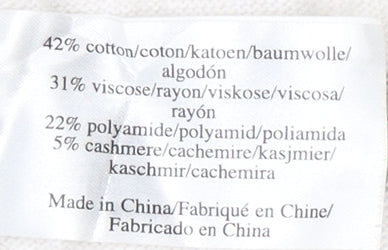 42% cotton/coton/katoen/baumwolle/
algodón
31% viscose/rayon/viskose/viscosa/
rayón
22% polyamide/polyamid/poliamida
5% cashmere/cachemire/kasjmier/
kaschmir/cachemira
Made in China/Fabriqué en Chine/
Fabricado en China